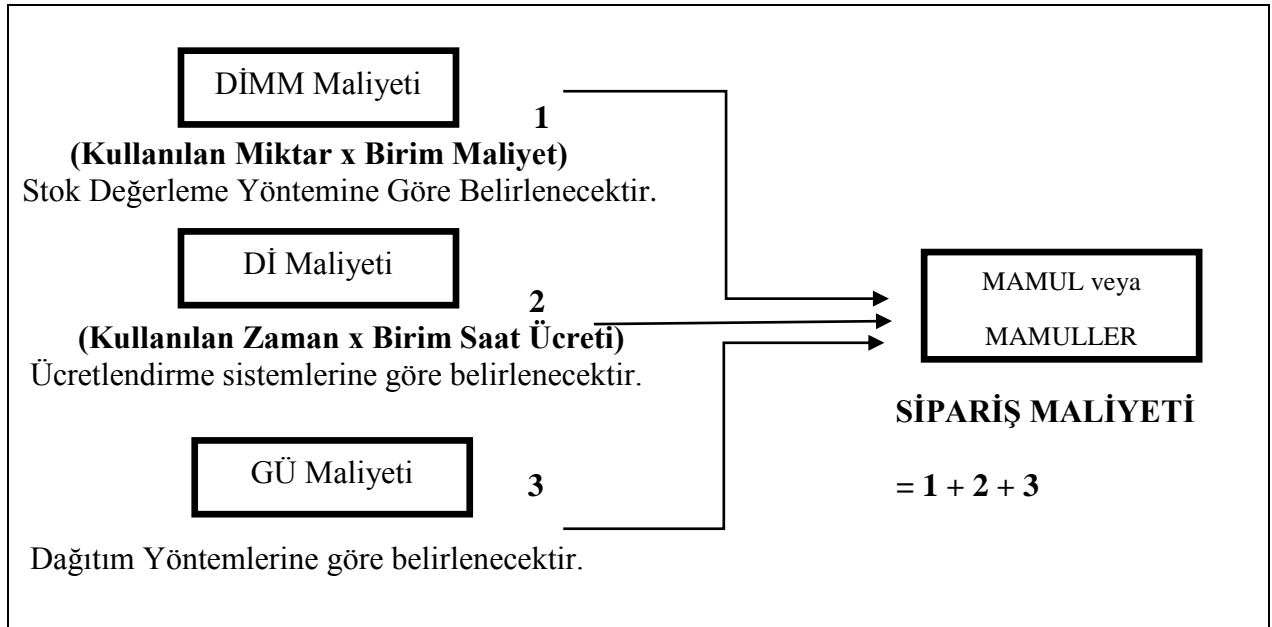 DİMM Maliyeti
1
(Kullanılan Miktar x Birim Maliyet)
Stok Değerleme Yöntemine Göre Belirlenecektir.
Dİ Maliyeti
2
(Kullanılan Zaman x Birim Saat Ücreti)
Ücretlendirme sistemlerine göre belirlenecektir.
GÜ Maliyeti
3
Dağıtım Yöntemlerine göre belirlenecektir.
MAMUL veya
MAMULLER
SİPARİŞ MALİYETİ
= 1 + 2 + 3